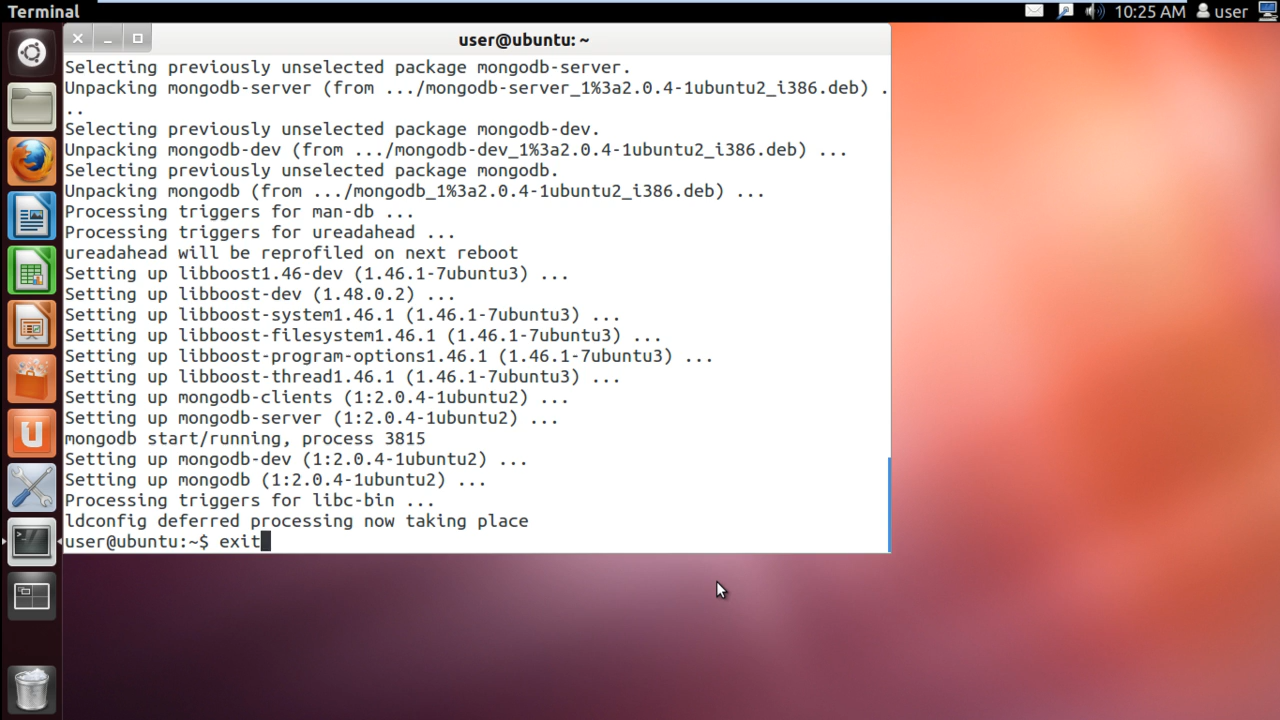 Terminal
10:25 AM
user
user@ubuntu: ~
Selecting previously unselected package mongodb-server.
Unpacking mongodb-server (from .../mongodb-server_1%3a2.0.4-1ubuntu2_i386.deb) .
..
Selecting previously unselected package mongodb-dev.
Unpacking mongodb-dev (from .../mongodb-dev_1%3a2.0.4-1ubuntu2_i386.deb) ...
Selecting previously unselected package mongodb.
Unpacking mongodb (from .../mongodb_1%3a2.0.4-1ubuntu2_i386.deb) ...
Processing triggers for man-db ...
Processing triggers for ureadahead ...
ureadahead will be reprofiled on next reboot
Setting up libboost1.46-dev (1.46.1-7ubuntu3) ...
Setting up libboost-dev (1.48.0.2) ...
Setting up libboost-system1.46.1 (1.46.1-7ubuntu3) ...
Setting up libboost-filesystem1.46.1 (1.46.1-7ubuntu3) ...
Setting up libboost-program-options1.46.1 (1.46.1-7ubuntu3) ...
Setting up libboost-thread1.46.1 (1.46.1-7ubuntu3) ...
Setting up mongodb-clients (1:2.0.4-1ubuntu2) ...
Setting up mongodb-server (1:2.0.4-1ubuntu2) ...
mongodb start/running, process 3815
Setting up mongodb-dev (1:2.0.4-1ubuntu2) ...
Setting up mongodb (1:2.0.4-1ubuntu2) ...
Processing triggers for libc-bin ...
ldconfig deferred processing now taking place
user@ubuntu:~$ exit